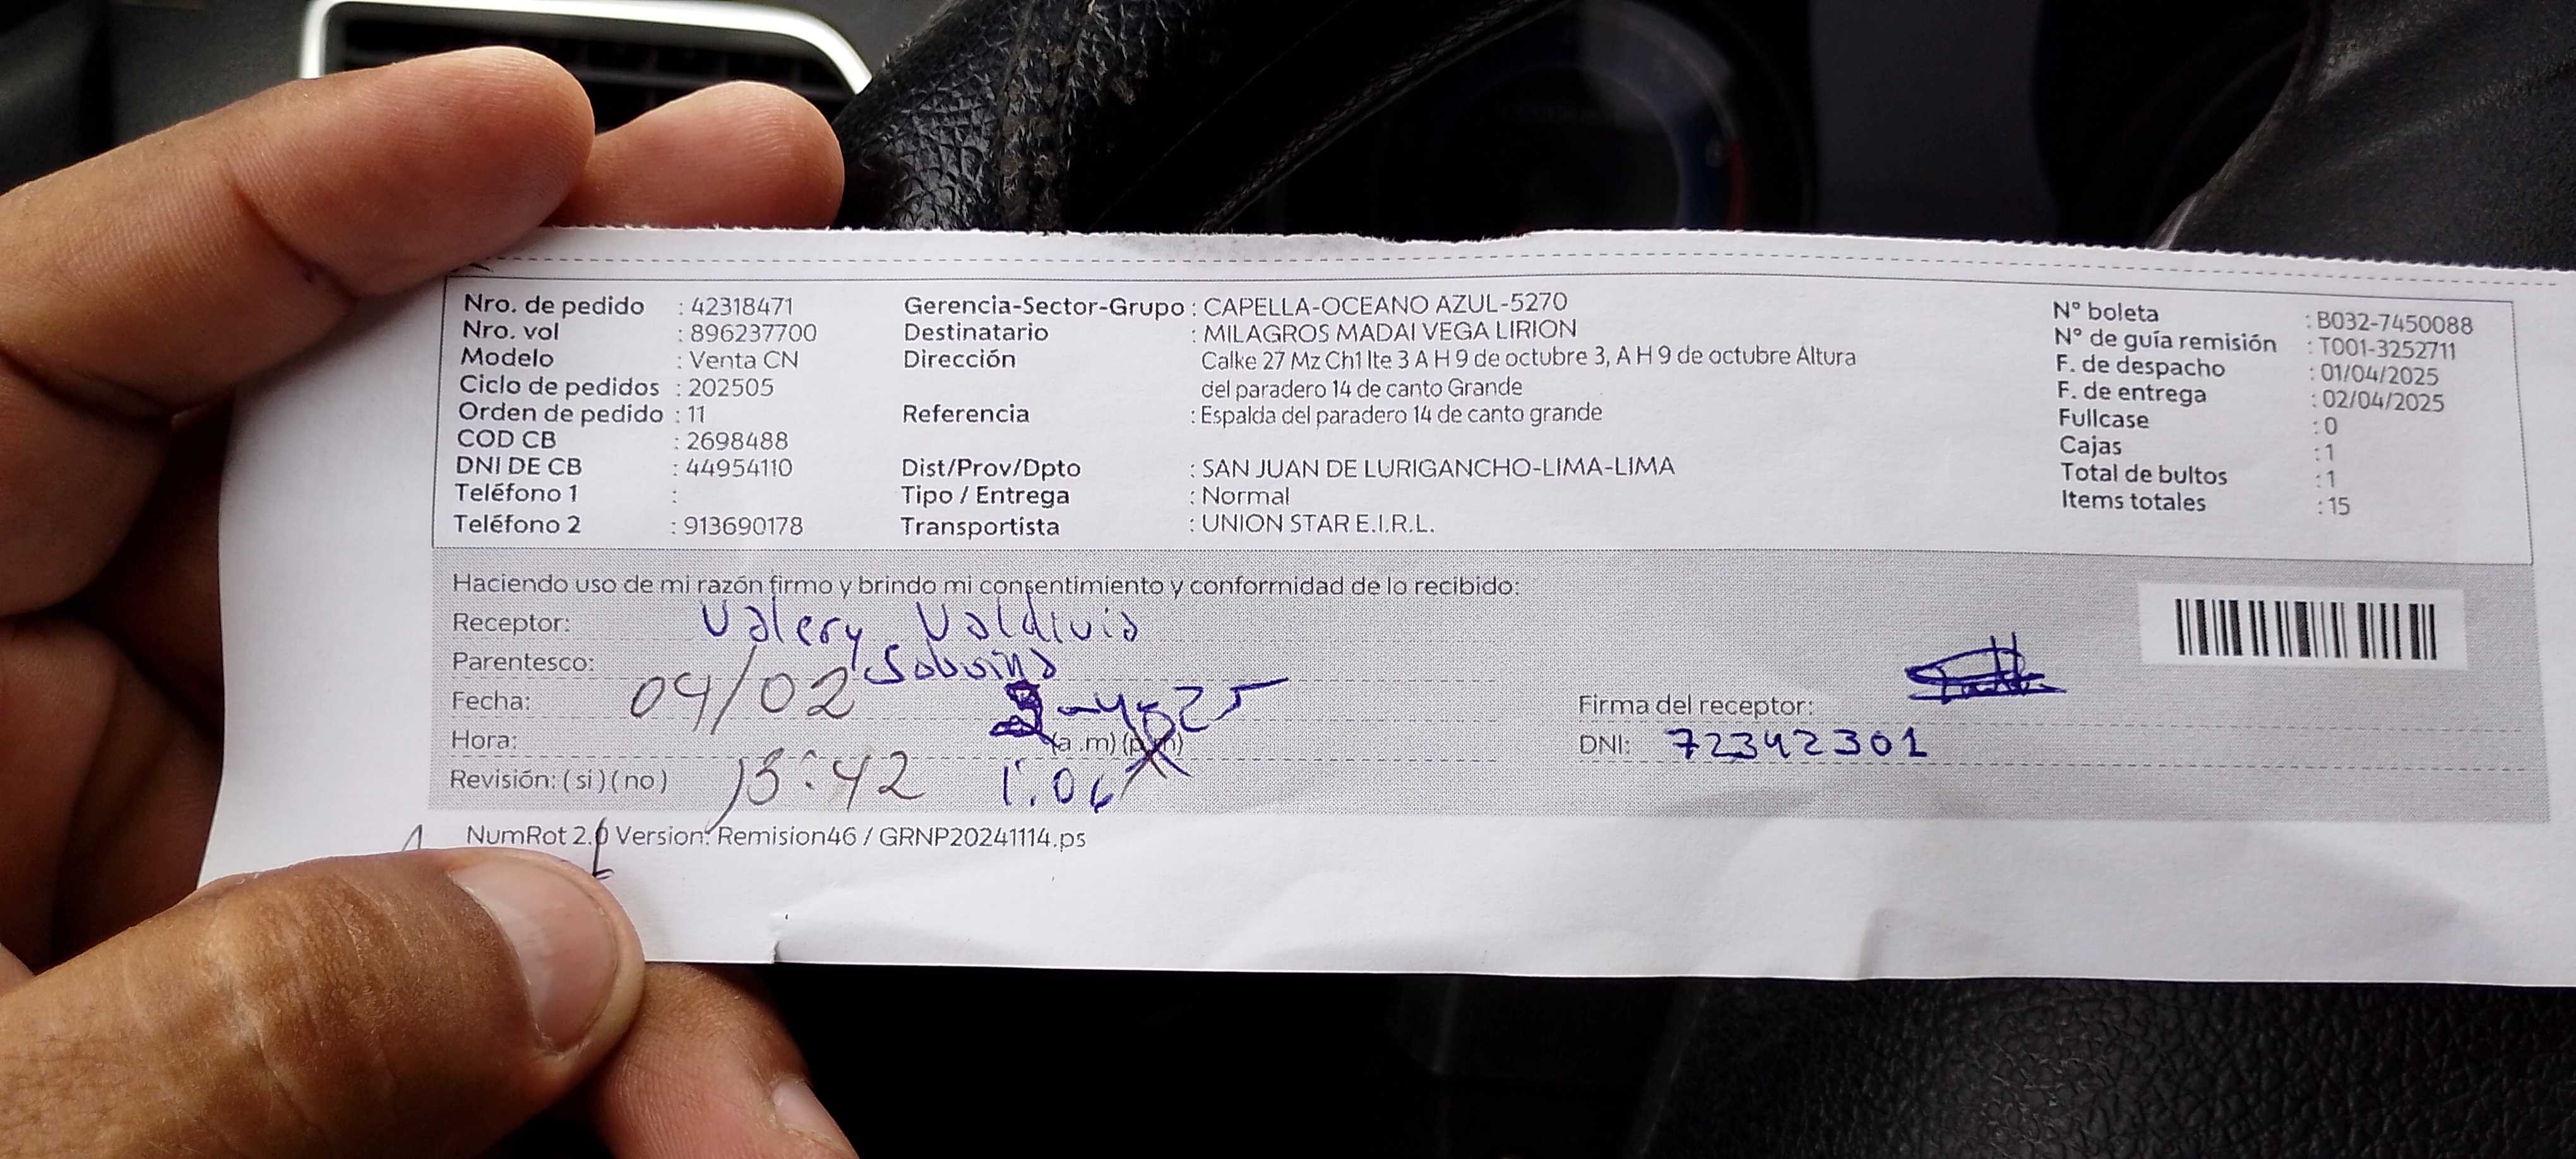 Nro. de pedido : 42318471
Nro. vol : 896237700
Modelo : Venta CN
Ciclo de pedidos : 202505
Orden de pedido : 11
COD CB : 2698488
DNI DE CB : 44954110
Teléfono 1 :
Teléfono 2 : 913690178
Gerencia-Sector-Grupo : CAPELLA-OCEANO AZUL-5270
Destinatario : MILAGROS MADAI VEGA LIRION
Dirección Calke 27 Mz Ch1 lte 3 A H 9 de octubre 3, A H 9 de octubre Altura
del paradero 14 de canto Grande
Referencia : Espalda del paradero 14 de canto grande
Dist/Prov/Dpto : SAN JUAN DE LURIGANCHO-LIMA-LIMA
Tipo / Entrega : Normal
Transportista : UNION STAR E.I.R.L.
N° boleta : B032-7450088
N° de guía remisión : T001-3252711
F. de despacho : 01/04/2025
F. de entrega : 02/04/2025
Fullcase : 0
Cajas : 1
Total de bultos : 1
Items totales : 15
Haciendo uso de mi razón firmo y brindo mi consentimiento y conformidad de lo recibido:
Receptor: Valery Valdivia
Parentesco: Sobrina
Fecha: 04/02
Hora: (a.m) (p.m)
Revisión: (si) (no) 13:42 1:06
Firma del receptor:
DNI: 72342301
NumRot 2.0 Version: Remision46 / GRNP20241114.ps